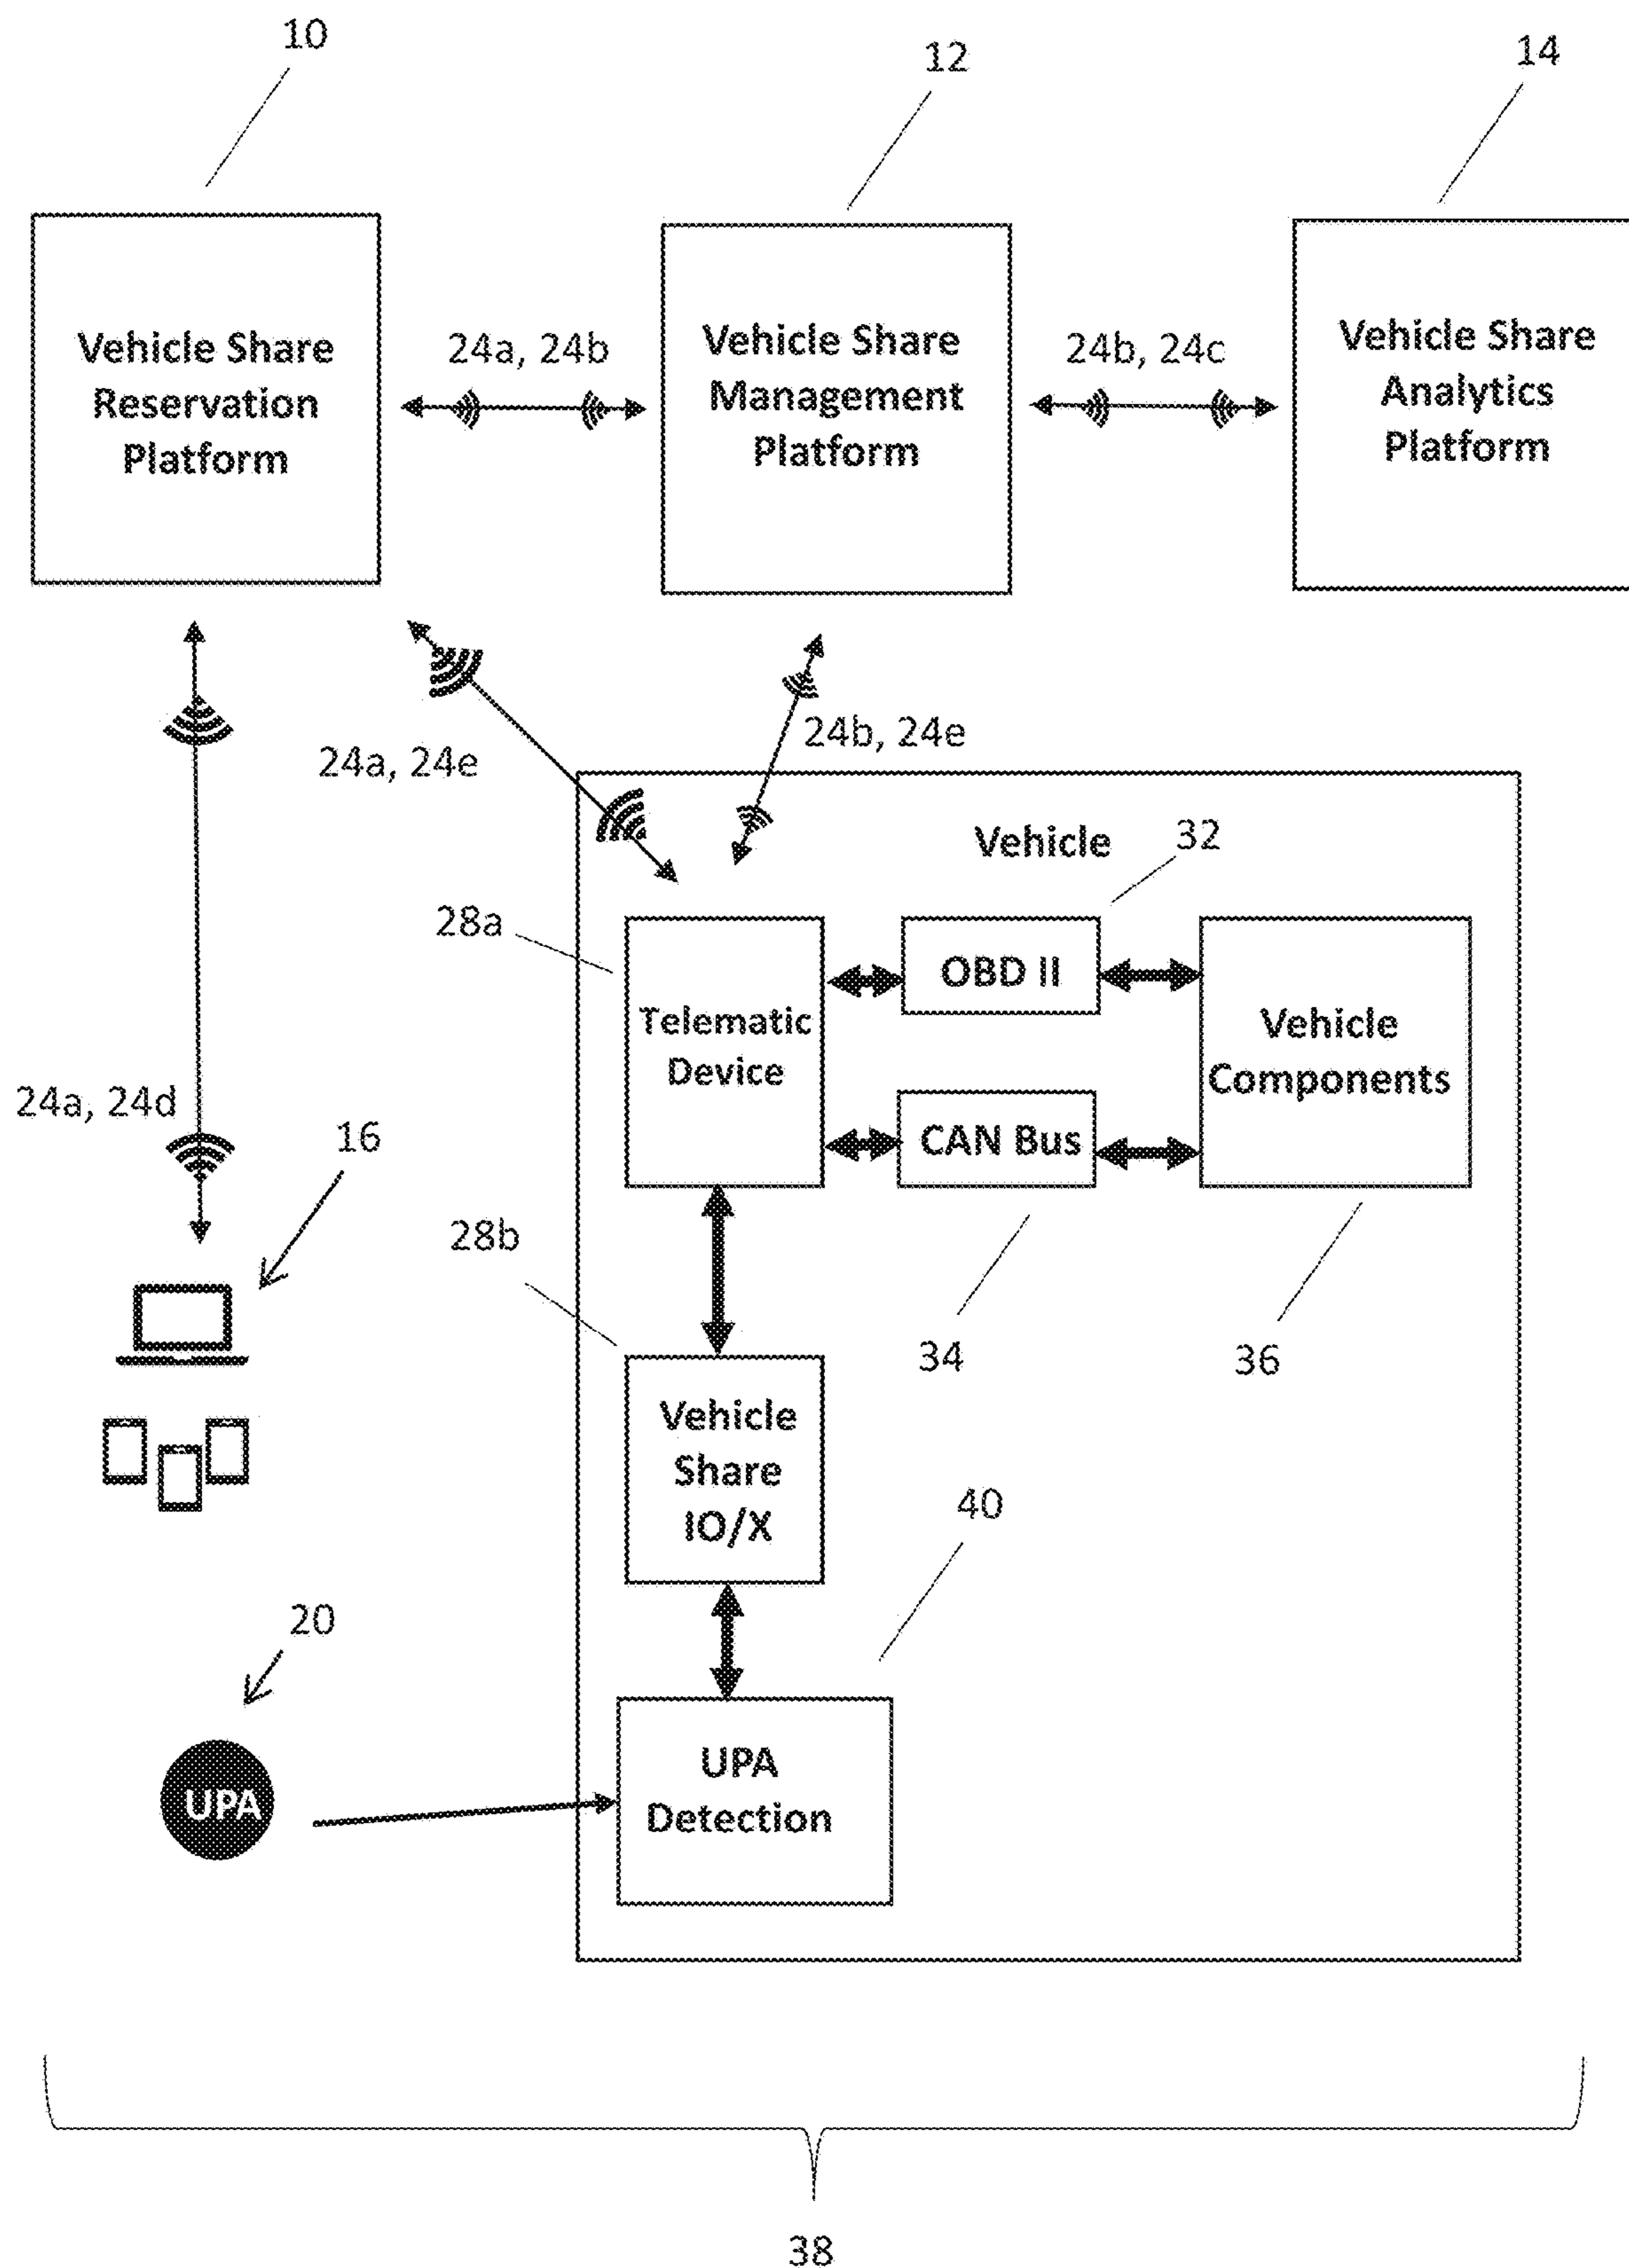 10
12
14
Vehicle Share
Reservation
Platform
24a, 24b
Vehicle Share
Management
Platform
24b, 24c
Vehicle Share
Analytics
Platform
24a, 24e
24b, 24e
Vehicle
32
28a
Telematic
Device
OBD II
Vehicle
Components
CAN Bus
24a, 24d
16
28b
34
36
Vehicle
Share
IO/X
40
20
UPA
UPA
Detection
38